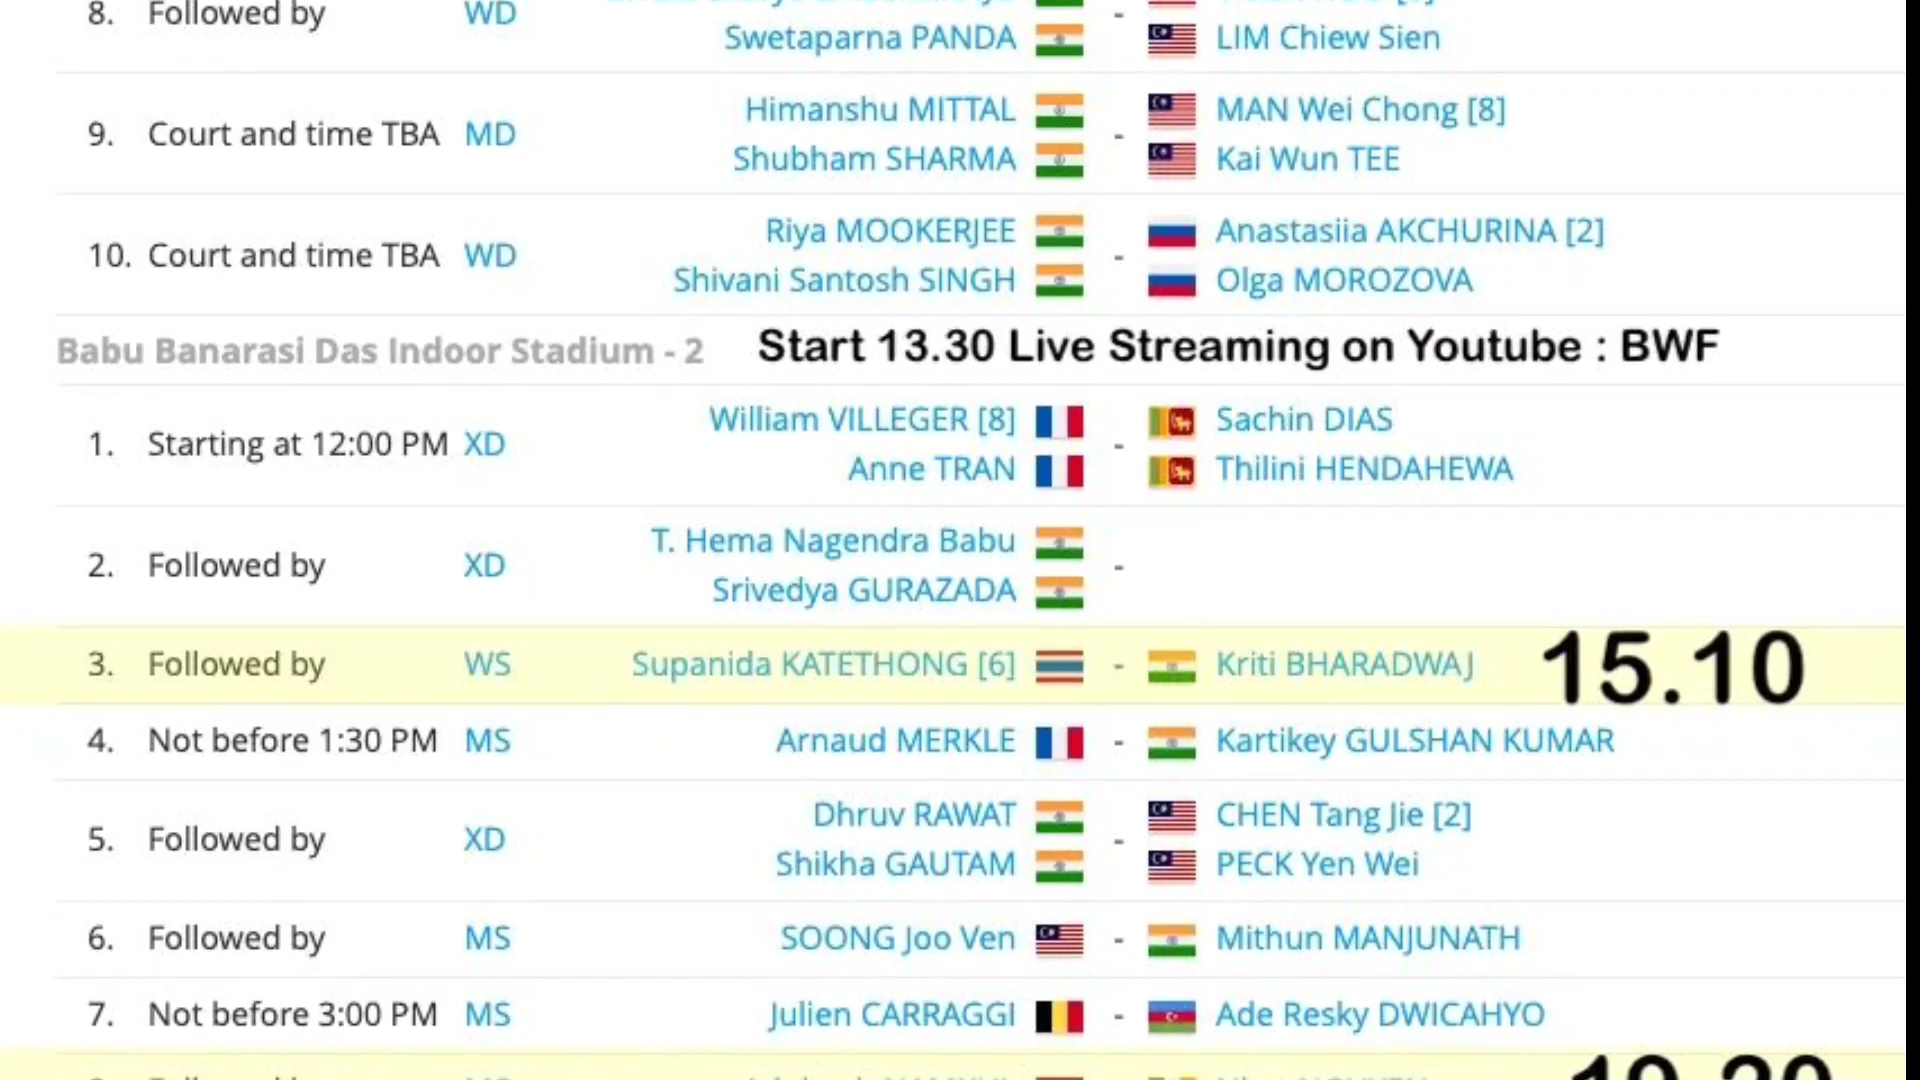 8. Followed by WD
Swetaparna PANDA - LIM Chiew Sien
Himanshu MITTAL MAN Wei Chong [8]
9. Court and time TBA MD -
Shubham SHARMA Kai Wun TEE
Riya MOOKERJEE Anastasiia AKCHURINA [2]
10. Court and time TBA WD -
Shivani Santosh SINGH Olga MOROZOVA
Babu Banarasi Das Indoor Stadium - 2 Start 13.30 Live Streaming on Youtube : BWF
William VILLEGER [8] Sachin DIAS
1. Starting at 12:00 PM XD -
Anne TRAN Thilini HENDAHEWA
T. Hema Nagendra Babu
2. Followed by XD -
Srivedya GURAZADA
3. Followed by WS Supanida KATETHONG [6] - Kriti BHARADWAJ 15.10
4. Not before 1:30 PM MS Arnaud MERKLE - Kartikey GULSHAN KUMAR
Dhruv RAWAT CHEN Tang Jie [2]
5. Followed by XD -
Shikha GAUTAM PECK Yen Wei
6. Followed by MS SOONG Joo Ven - Mithun MANJUNATH
7. Not before 3:00 PM MS Julien CARRAGGI - Ade Resky DWICAHYO